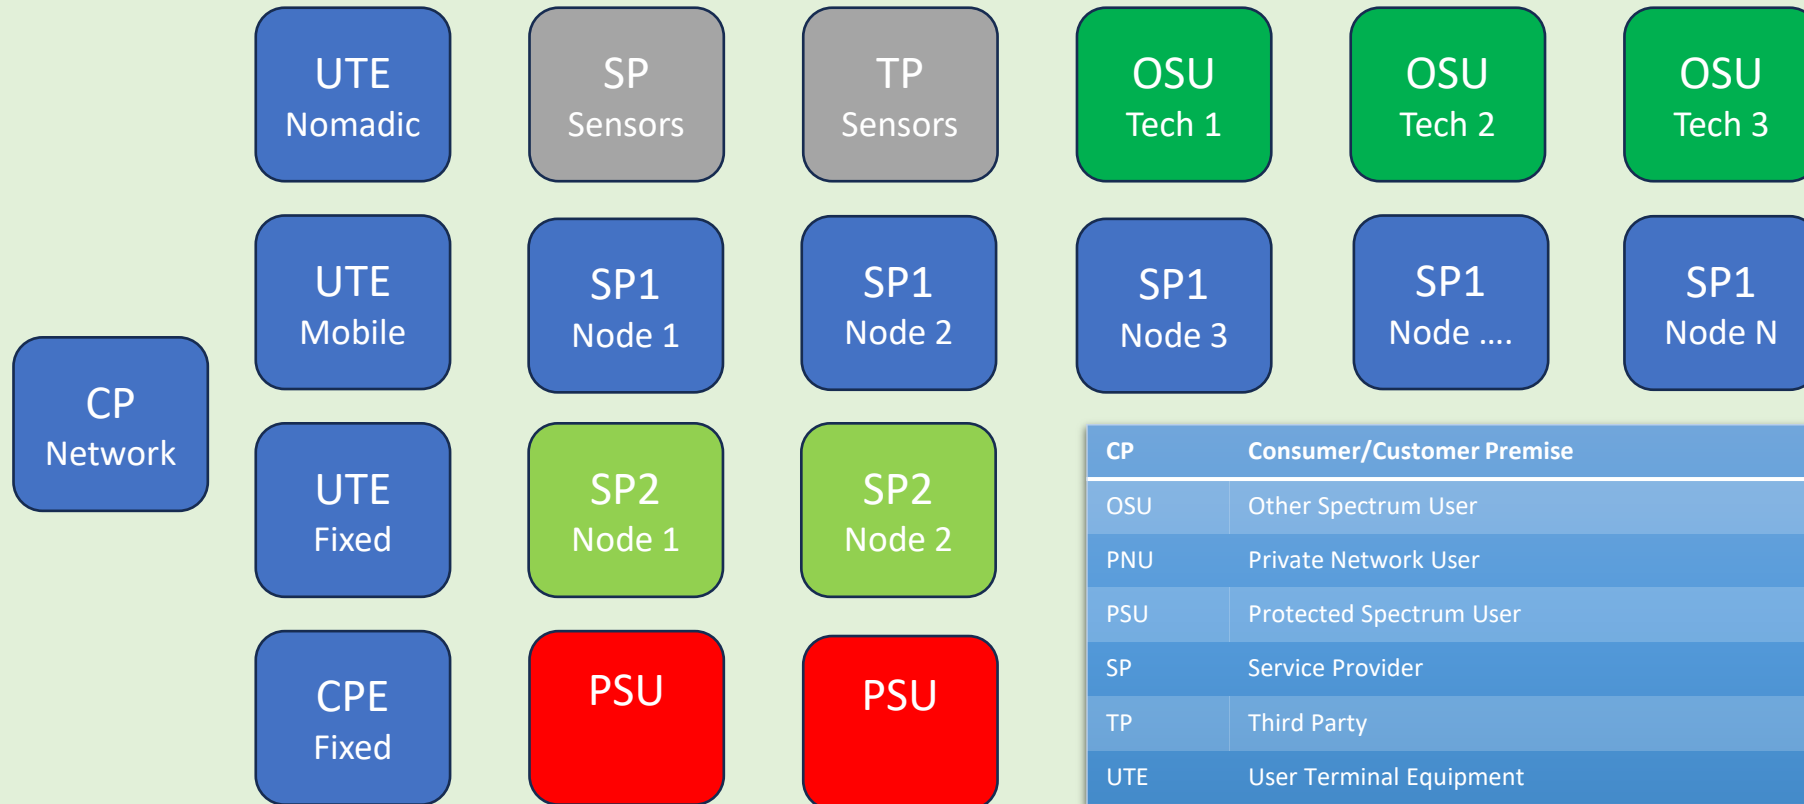 UTE
Nomadic
SP
Sensors
TP
Sensors
OSU
Tech 1
OSU
Tech 2
OSU
Tech 3
CP
Network
UTE
Mobile
SP1
Node 1
SP1
Node 2
SP1
Node 3
SP1
Node ....
SP1
Node N
UTE
Fixed
SP2
Node 1
SP2
Node 2
CPE
Fixed
PSU
PSU
CP Consumer/Customer Premise
OSU Other Spectrum User
PNU Private Network User
PSU Protected Spectrum User
SP Service Provider
TP Third Party
UTE User Terminal Equipment